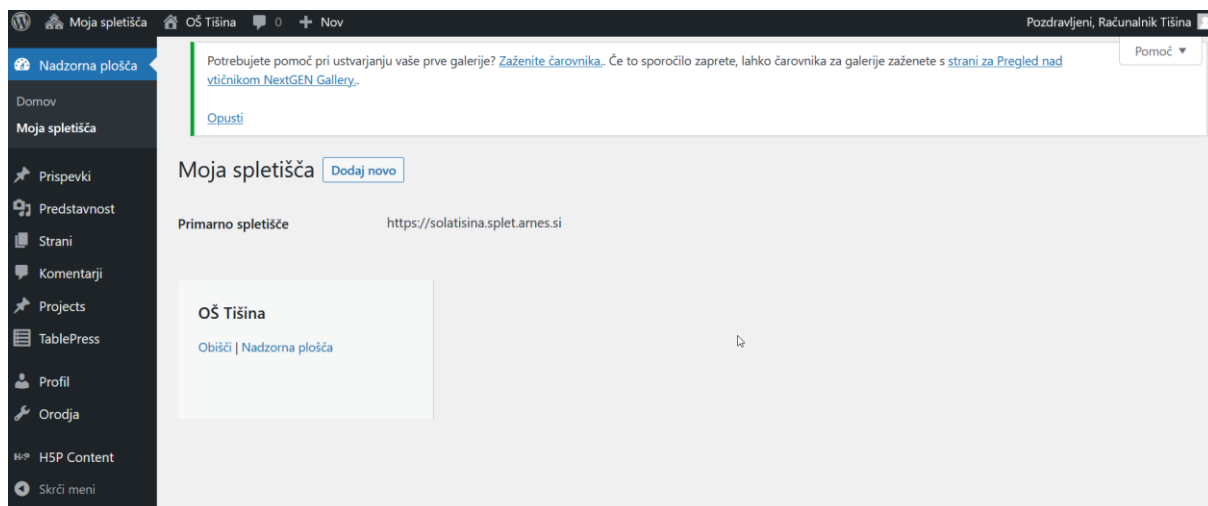 Moja spletišča OŠ Tišina 0 + Nov Pozdravljeni, Računalnik Tišina
Pomoč ▼
Nadzorna plošča
Domov
Moja spletišča
Prispevki
Predstavnost
Strani
Komentarji
Projects
TablePress
Profil
Orodja
H5P H5P Content
Skrči meni
Potrebujete pomoč pri ustvarjanju vaše prve galerije? Zaženite čarovnika.. Če to sporočilo zaprete, lahko čarovnika za galerije zaženete s strani za Pregled nad
vtičnikom NextGEN Gallery..
Opusti
Moja spletišča Dodaj novo
Primarno spletišče https://solatisina.splet.arnes.si
OŠ Tišina
Obišči | Nadzorna plošča